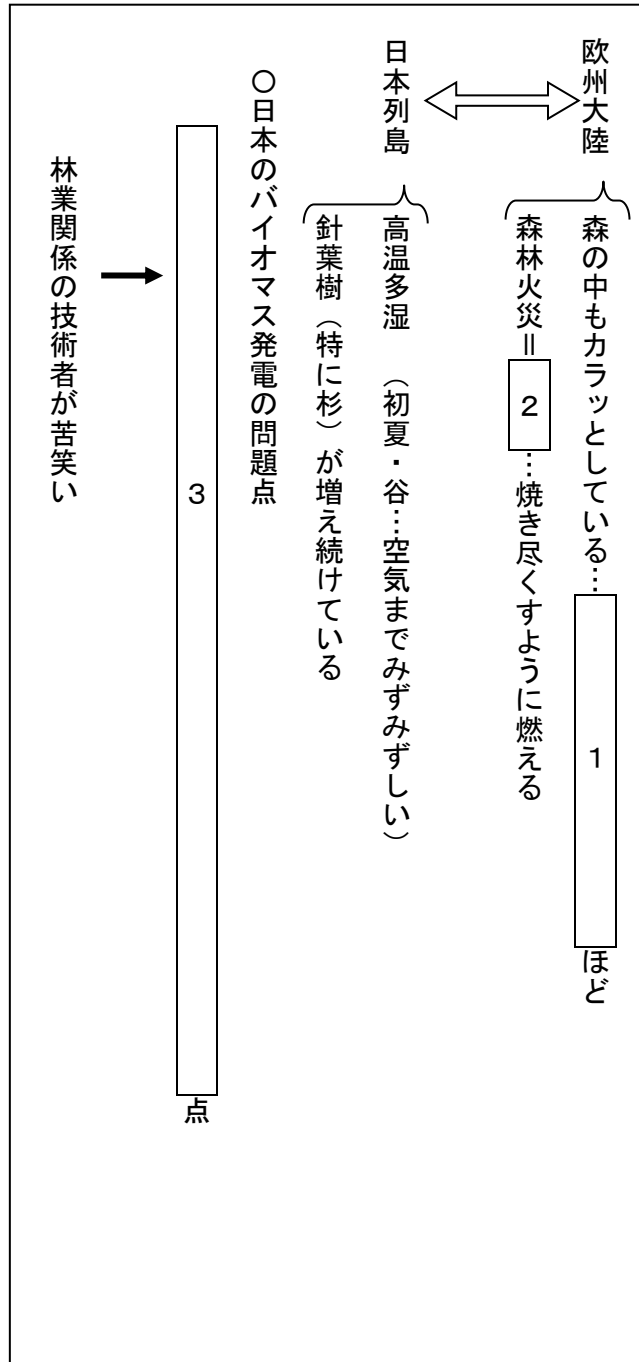 欧州大陸
森の中もカラッとしている…１ほど
森林火災＝２…焼き尽くすように燃える
日本列島
高温多湿　（初夏・谷…空気までみずみずしい）
針葉樹（特に杉）が増え続けている
〇日本のバイオマス発電の問題点
３点
林業関係の技術者が苦笑い